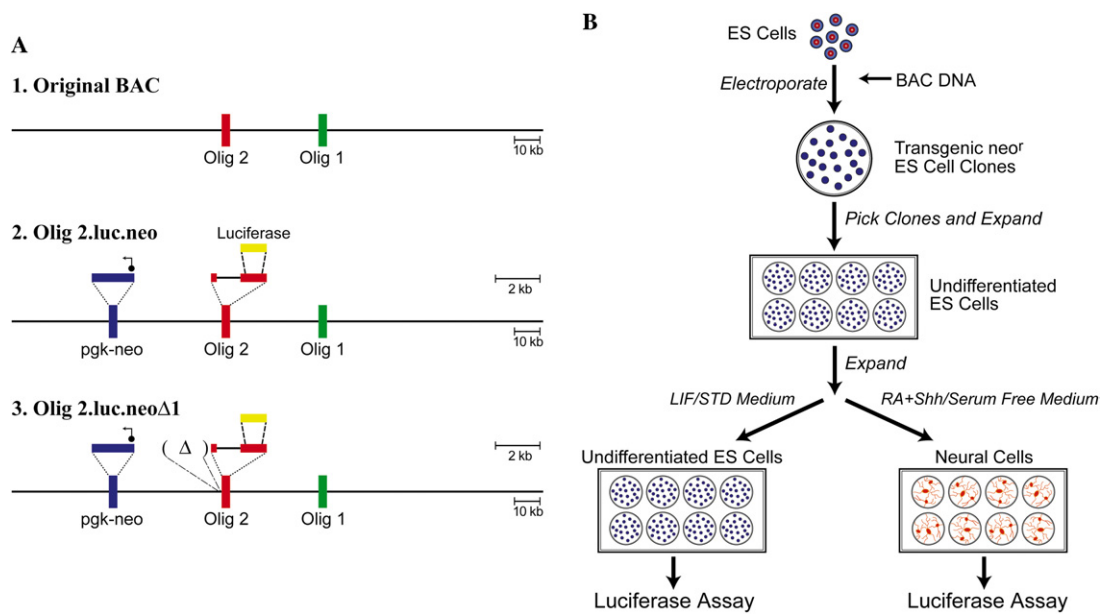 A
1. Original BAC
Olig 2
Olig 1
10 kb
2. Olig 2.luc.neo
Luciferase
2 kb
pgk-neo
Olig 2
Olig 1
10 kb
3. Olig 2.luc.neoΔ1
( Δ )
2 kb
pgk-neo
Olig 2
Olig 1
10 kb
B
ES Cells
Electroporate
BAC DNA
Transgenic neoʳ
ES Cell Clones
Pick Clones and Expand
Undifferentiated
ES Cells
Expand
LIF/STD Medium
RA+Shh/Serum Free Medium
Undifferentiated ES Cells
Neural Cells
Luciferase Assay
Luciferase Assay